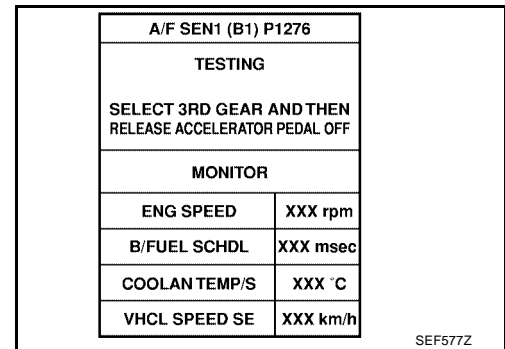 A/F SEN1 (B1) P1276
TESTING
SELECT 3RD GEAR AND THEN
RELEASE ACCELERATOR PEDAL OFF
MONITOR
ENG SPEED XXX rpm
B/FUEL SCHDL XXX msec
COOLAN TEMP/S XXX °C
VHCL SPEED SE XXX km/h
SEF577Z